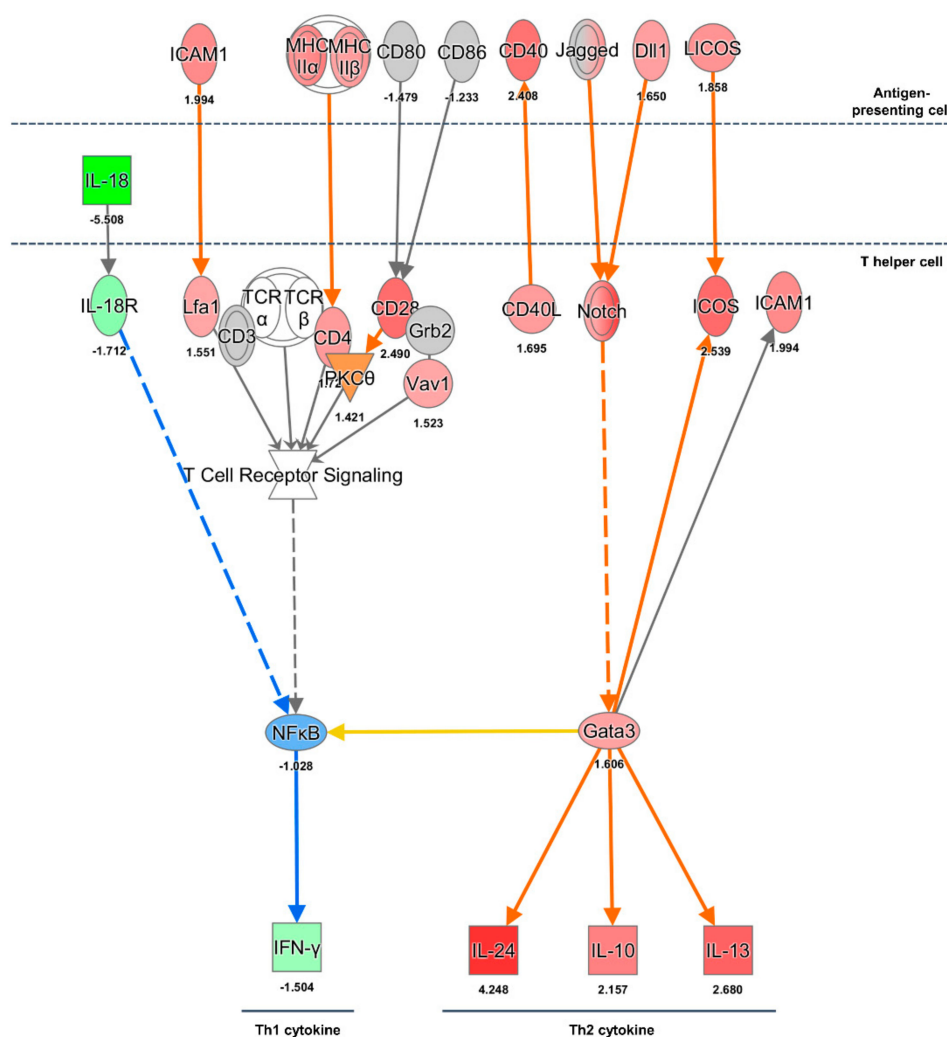 ICAM1
1.994
MHC
IIα
MHC
IIβ
CD80
-1.479
CD86
-1.233
CD40
2.408
Jagged
Dll1
1.650
LICOS
1.858
Antigen-
presenting cell
IL-18
-5.508
T helper cell
IL-18R
-1.712
Lfa1
1.551
CD3
TCR
α
TCR
β
CD4
PKCθ
1.421
CD28
2.490
Grb2
Vav1
1.523
CD40L
1.695
Notch
ICOS
2.539
ICAM1
1.994
T Cell Receptor Signaling
NFκB
-1.028
Gata3
1.606
IFN-γ
-1.504
IL-24
4.248
IL-10
2.157
IL-13
2.680
Th1 cytokine
Th2 cytokine